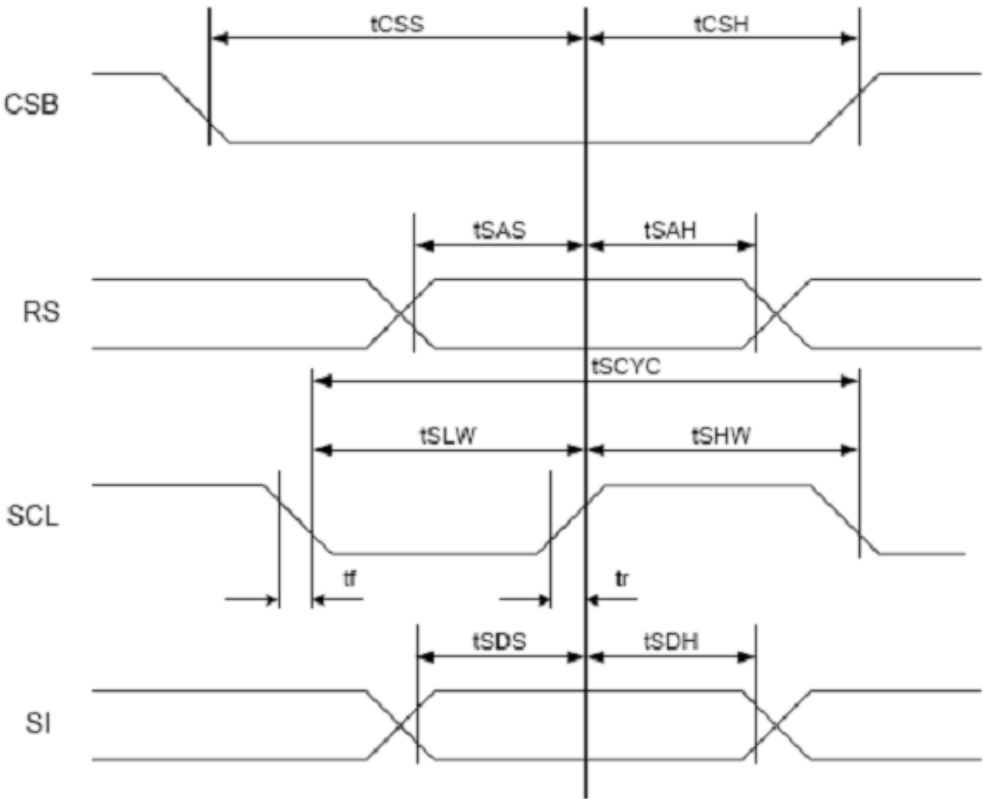 tCSS tCSH
CSB
tSAS tSAH
RS
tSCYC
tSLW tSHW
SCL
tf tr
tSDS tSDH
SI